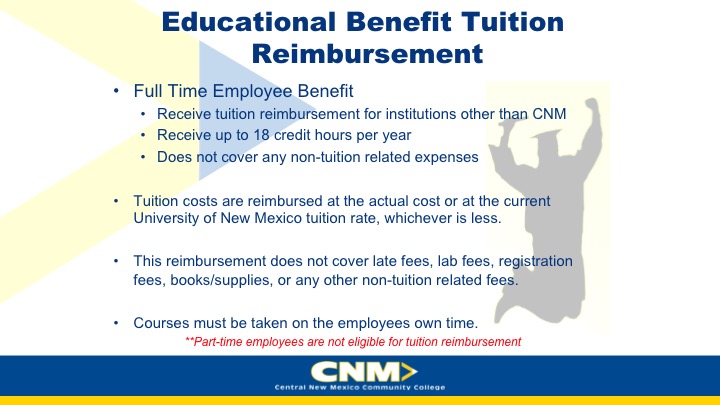 Educational Benefit Tuition
Reimbursement
• Full Time Employee Benefit
• Receive tuition reimbursement for institutions other than CNM
• Receive up to 18 credit hours per year
• Does not cover any non-tuition related expenses
• Tuition costs are reimbursed at the actual cost or at the current
University of New Mexico tuition rate, whichever is less.
• This reimbursement does not cover late fees, lab fees, registration
fees, books/supplies, or any other non-tuition related fees.
• Courses must be taken on the employees own time.
**Part-time employees are not eligible for tuition reimbursement
CNM
Central New Mexico Community College